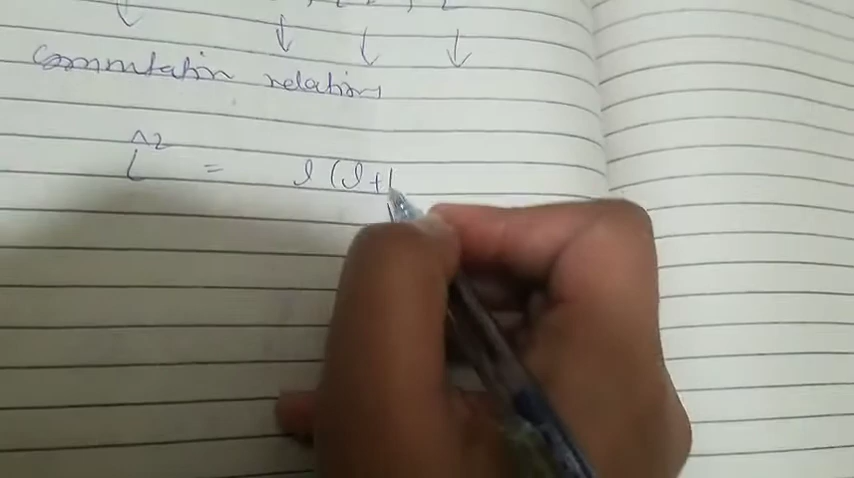 Commutation relations
L̂² = l(l+1